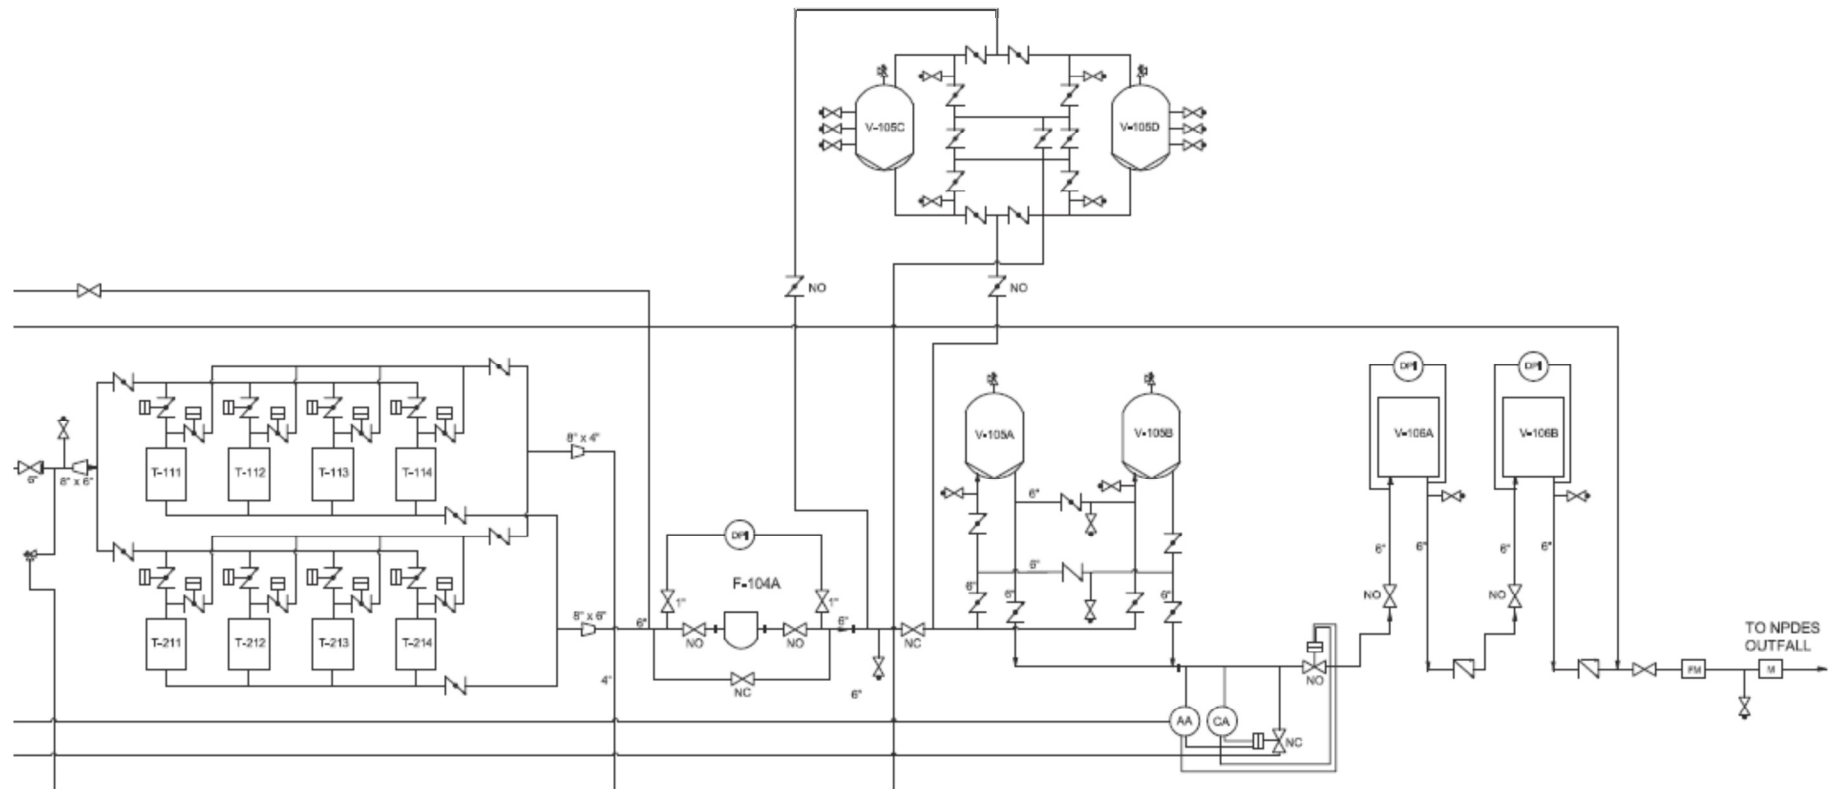 V-105C
V-105D
NO
NO
DPI
DPI
8" x 4"
V-105A
V-105B
V-106A
V-106B
T-111
T-112
T-113
T-114
6"
8" x 6"
6"
DPI
6"
6"
6"
6"
6"
F-104A
6"
6"
6"
1"
1"
NO
NO
8" x 6"
6"
6"
T-211
T-212
T-213
T-214
NO
NO
NC
TO NPDES
OUTFALL
4"
NC
6"
NO
FM
M
AA
CA
NC